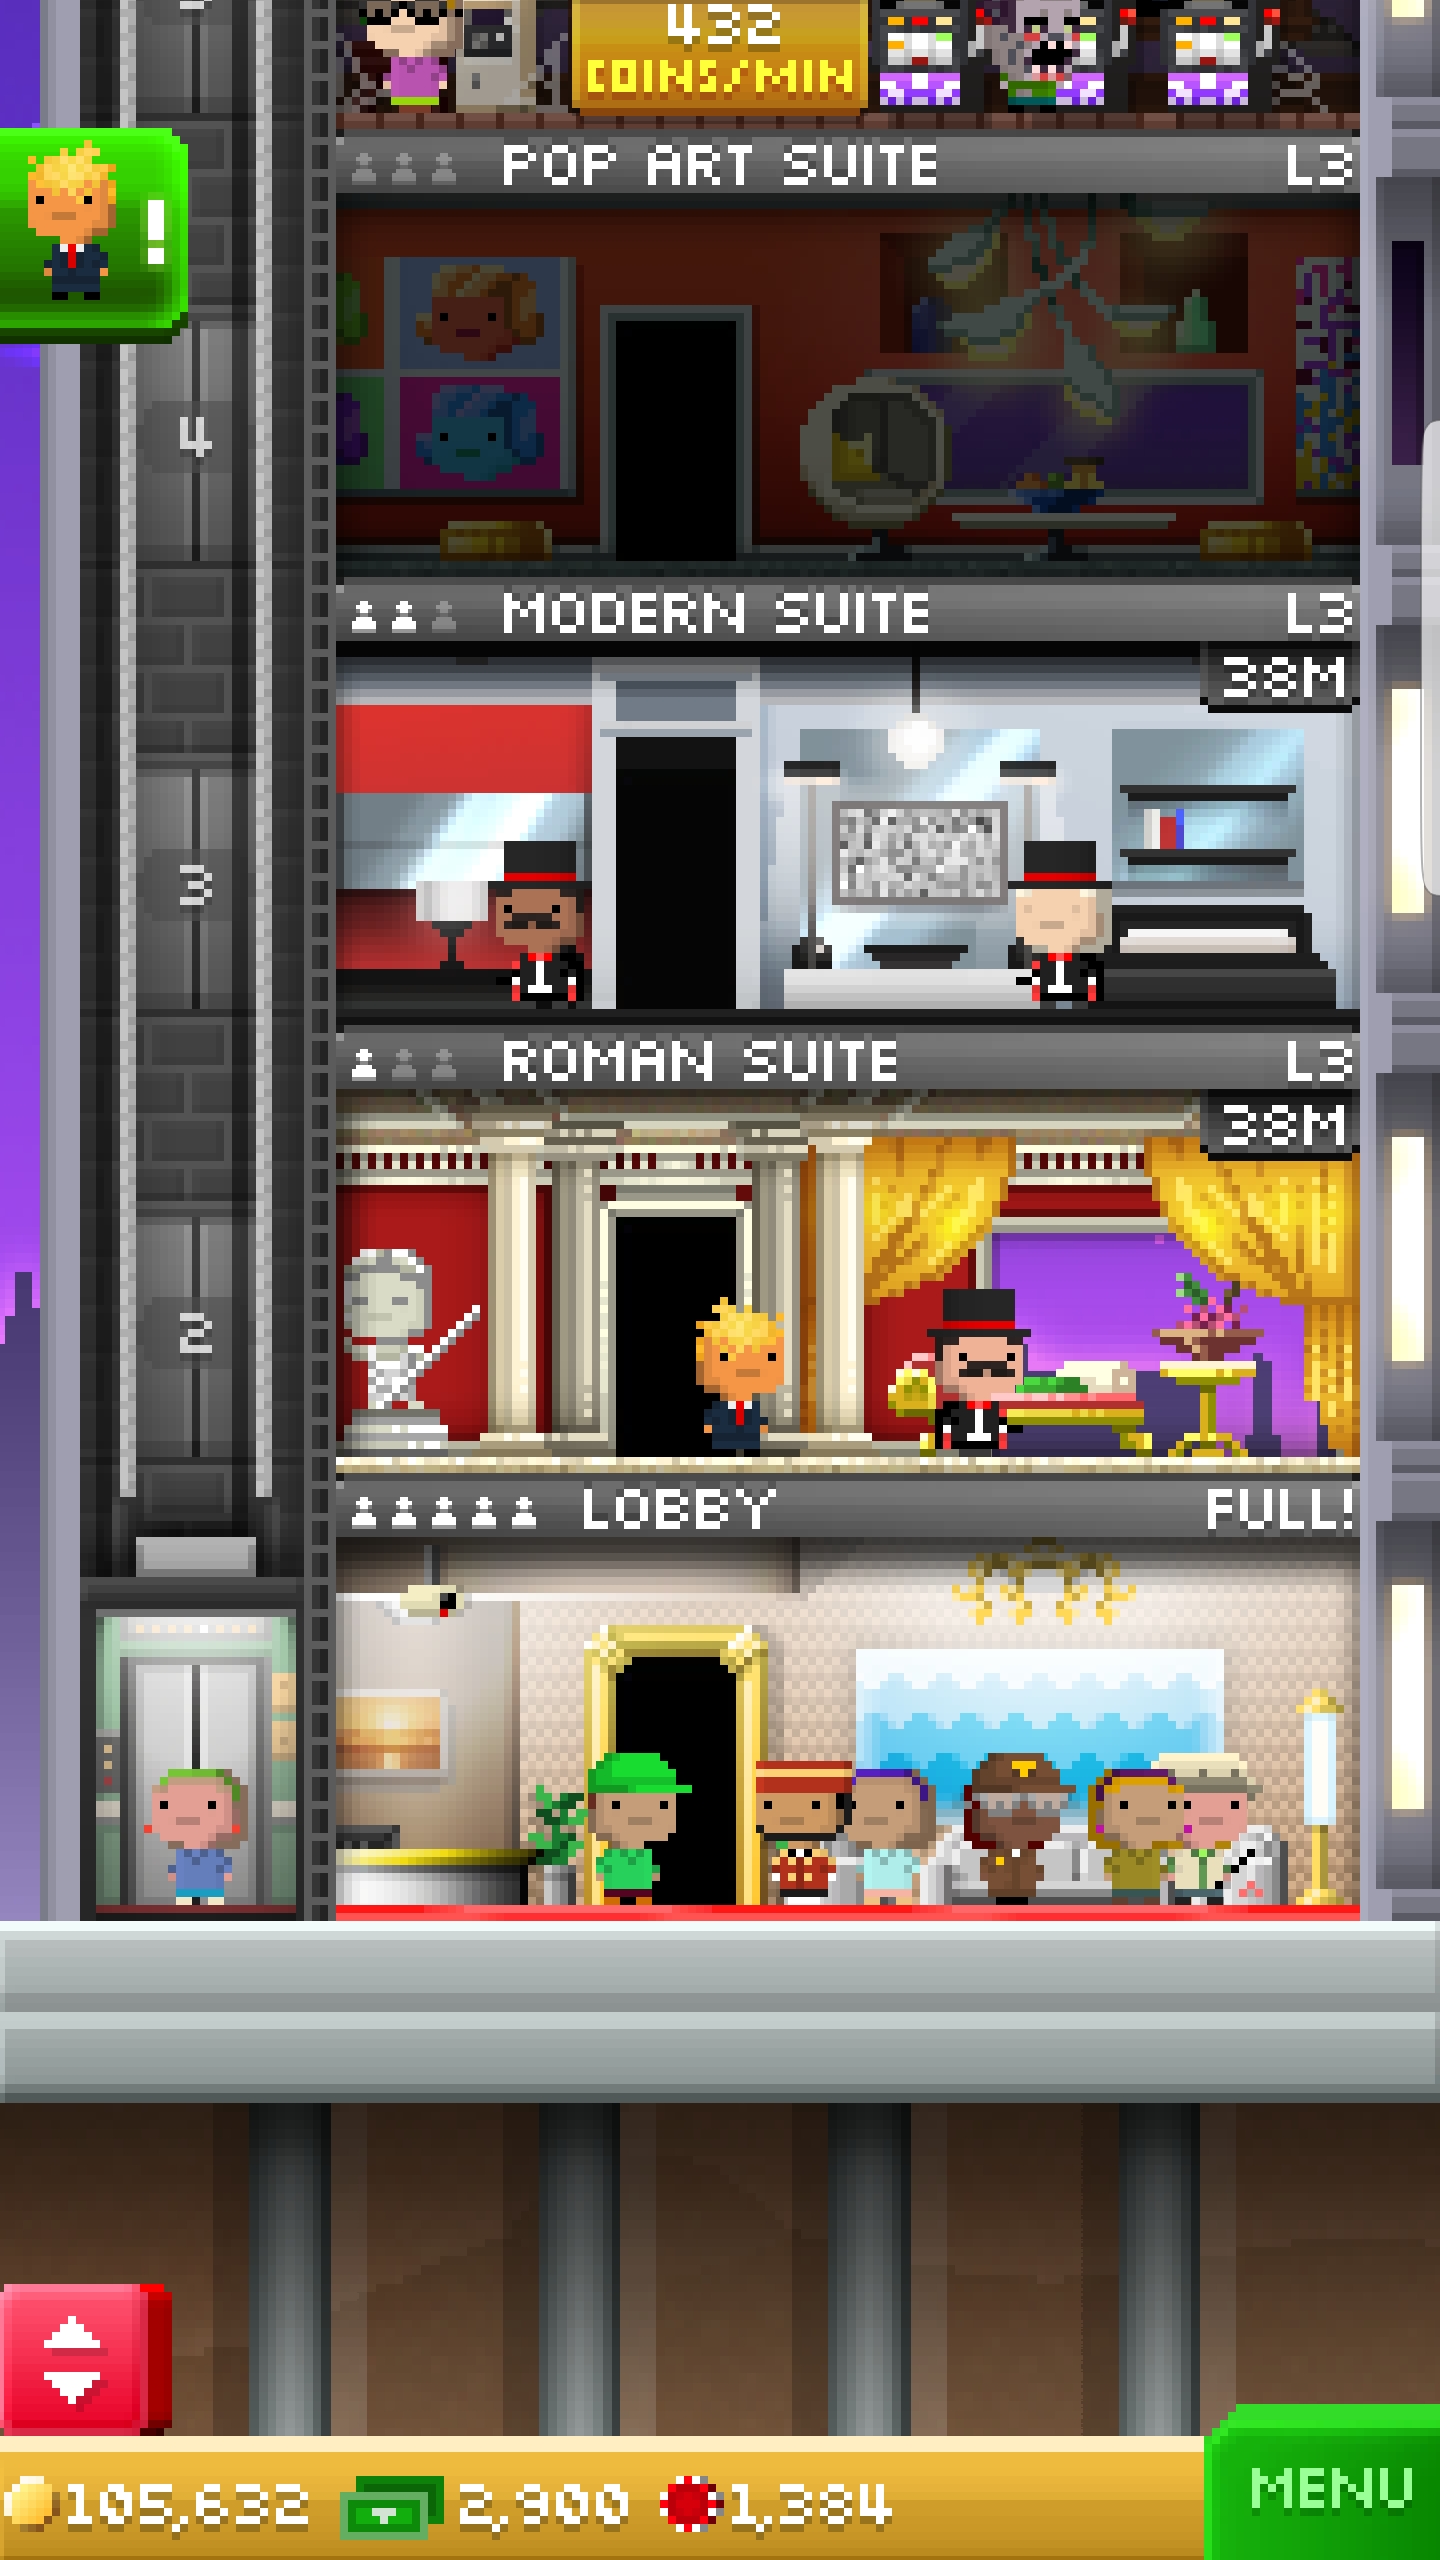 432
COINS/MIN
POP ART SUITE L3
!
4
MODERN SUITE L3
38M
3
ROMAN SUITE L3
38M
2
LOBBY FULL!
105,632 2,900 1,384
MENU